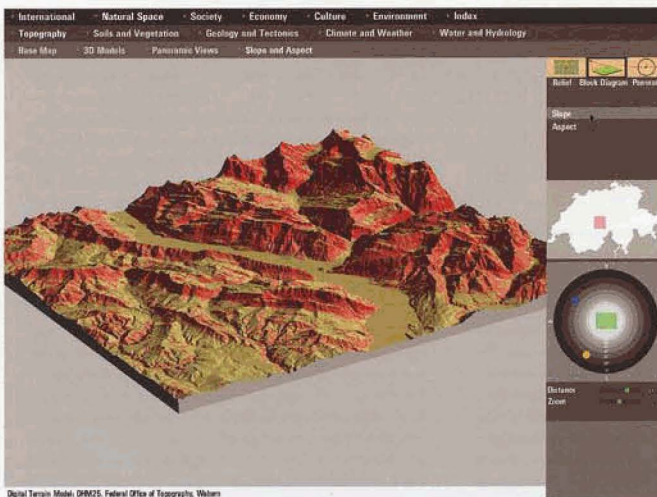 International · Natural Space · Society · Economy · Culture · Environment · Index
Topography · Soils and Vegetation · Geology and Tectonics · Climate and Weather · Water and Hydrology
Base Map · 3D Models · Panoramic Views · Slope and Aspect
Relief Block Diagram Panoram
Slope
Aspect
Distance
Zoom
Digital Terrain Model: DHM25, Federal Office of Topography, Wabern